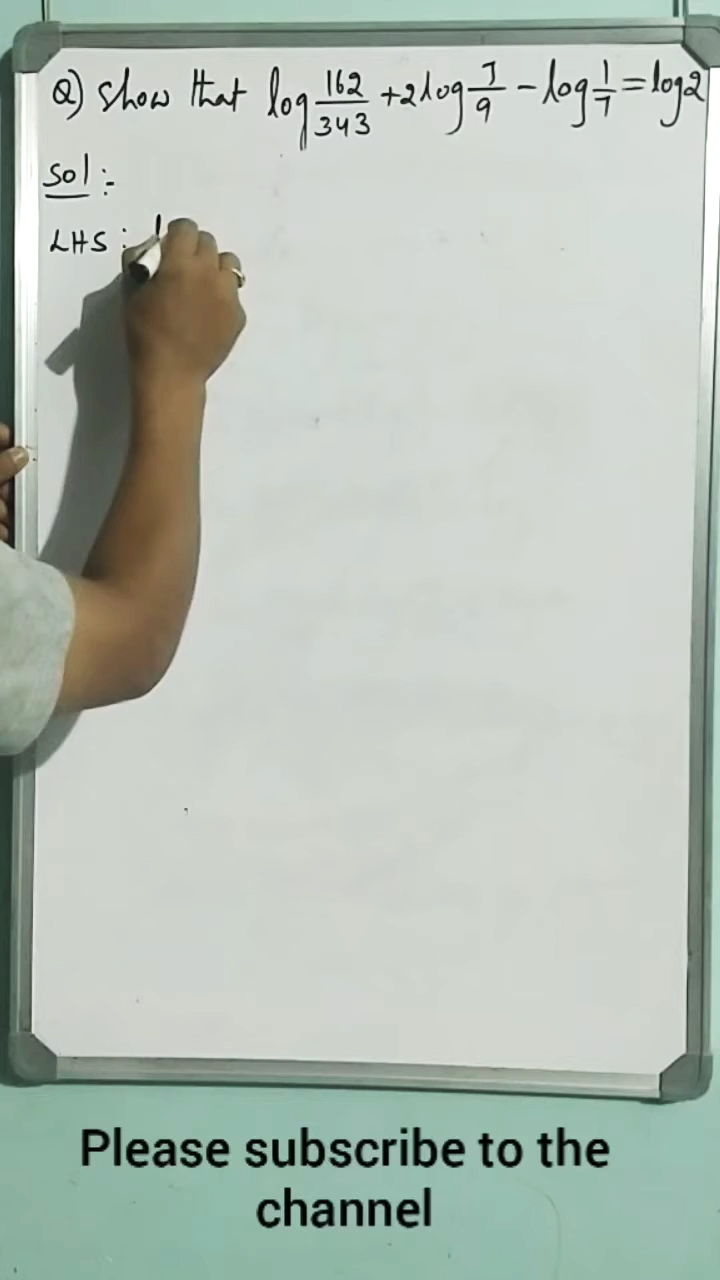 Q) Show that log 162/343 + 2log 7/9 - log 1/7 = log2
Sol:-
LHS : l
Please subscribe to the
channel